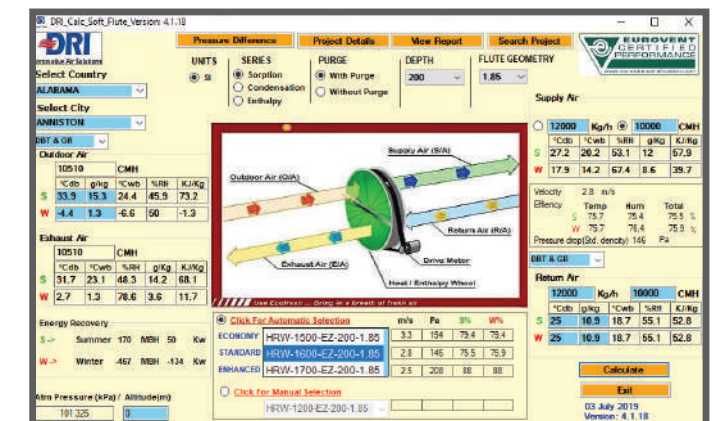 DRI_Calc_Soft_Flute_Version: 4.1.18
DRI
Pressure Difference
Project Details
View Report
Search Project
EUROVENT
CERTIFIED
PERFORMANCE
Select Country
ALABAMA
Select City
ANNISTON
DBT & GR
UNITS
SI
SERIES
Sorption
Condensation
Enthalpy
PURGE
With Purge
Without Purge
DEPTH
200
FLUTE GEOMETRY
1.85
Supply Air
12000 Kg/h 10000 CMH
°Cdb °Cwb %RH g/Kg KJ/Kg
S 27.2 20.2 53.1 12 57.9
W 17.9 14.2 67.4 8.6 39.7
Outdoor Air
10510 CMH
°Cdb g/kg °Cwb %RH KJ/Kg
S 33.9 15.3 24.4 45.9 73.2
W -4.4 1.3 -6.6 50 -1.3
Exhaust Air
10510 CMH
°Cdb °Cwb %RH g/Kg KJ/Kg
S 31.7 23.1 48.3 14.2 68.1
W 2.7 1.3 78.6 3.6 11.7
Energy Recovery
S-> Summer 170 MBH 50 Kw
W-> Winter -467 MBH -134 Kw
Atm Pressure (kPa) / Altitude(m)
101.325 0
Supply Air (S/A)
Outdoor Air (O/A)
Return Air (R/A)
Exhaust Air (E/A)
Drive Motor
Heat / Enthalpy Wheel
Use Ecofresh ... Bring in a breath of fresh air
Click For Automatic Selection m/s Pa S% W%
ECONOMY HRW-1500-EZ-200-1.85 3.3 194 79.4 79.4
STANDARD HRW-1600-EZ-200-1.85 2.8 146 75.5 75.9
ENHANCED HRW-1700-EZ-200-1.85 2.5 208 88 88
Click For Manual Selection
HRW-1200-EZ-200-1.85
Velocity 2.8 m/s
Temp Hum Total
S 75.7 75.4 75.5 %
W 75.7 76.4 75.9 %
Pressure drop(Std. dencity) 146 Pa
DBT & GR
Return Air
12000 Kg/h 10000 CMH
°Cdb g/kg °Cwb %RH KJ/Kg
S 25 10.9 18.7 55.1 52.8
W 25 10.9 18.7 55.1 52.8
Calculate
Exit
03 July 2019
Version: 4.1.18